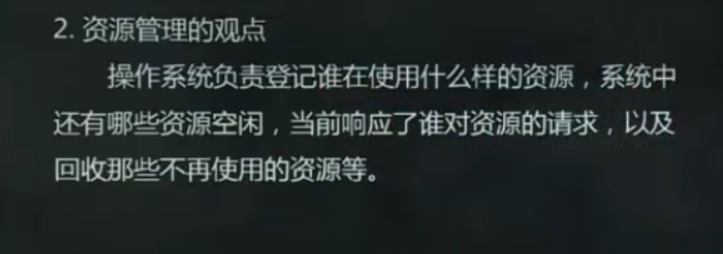 2. 资源管理的观点
操作系统负责登记谁在使用什么样的资源，系统中
还有哪些资源空闲，当前响应了谁对资源的请求，以及
回收那些不再使用的资源等。